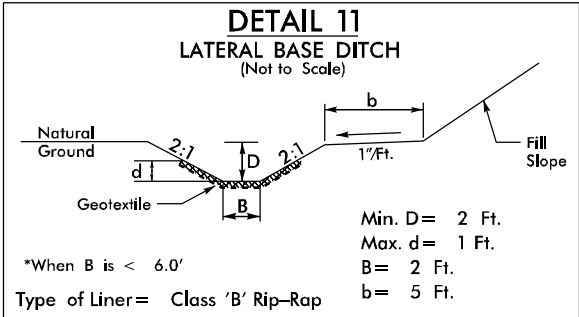 DETAIL 11
LATERAL BASE DITCH
(Not to Scale)
b
Natural
Ground
2:1
D
2:1
1"/Ft.
Fill
Slope
d
Geotextile
B
Min. D= 2 Ft.
Max. d= 1 Ft.
*When B is < 6.0'
B= 2 Ft.
Type of Liner= Class 'B' Rip-Rap
b= 5 Ft.